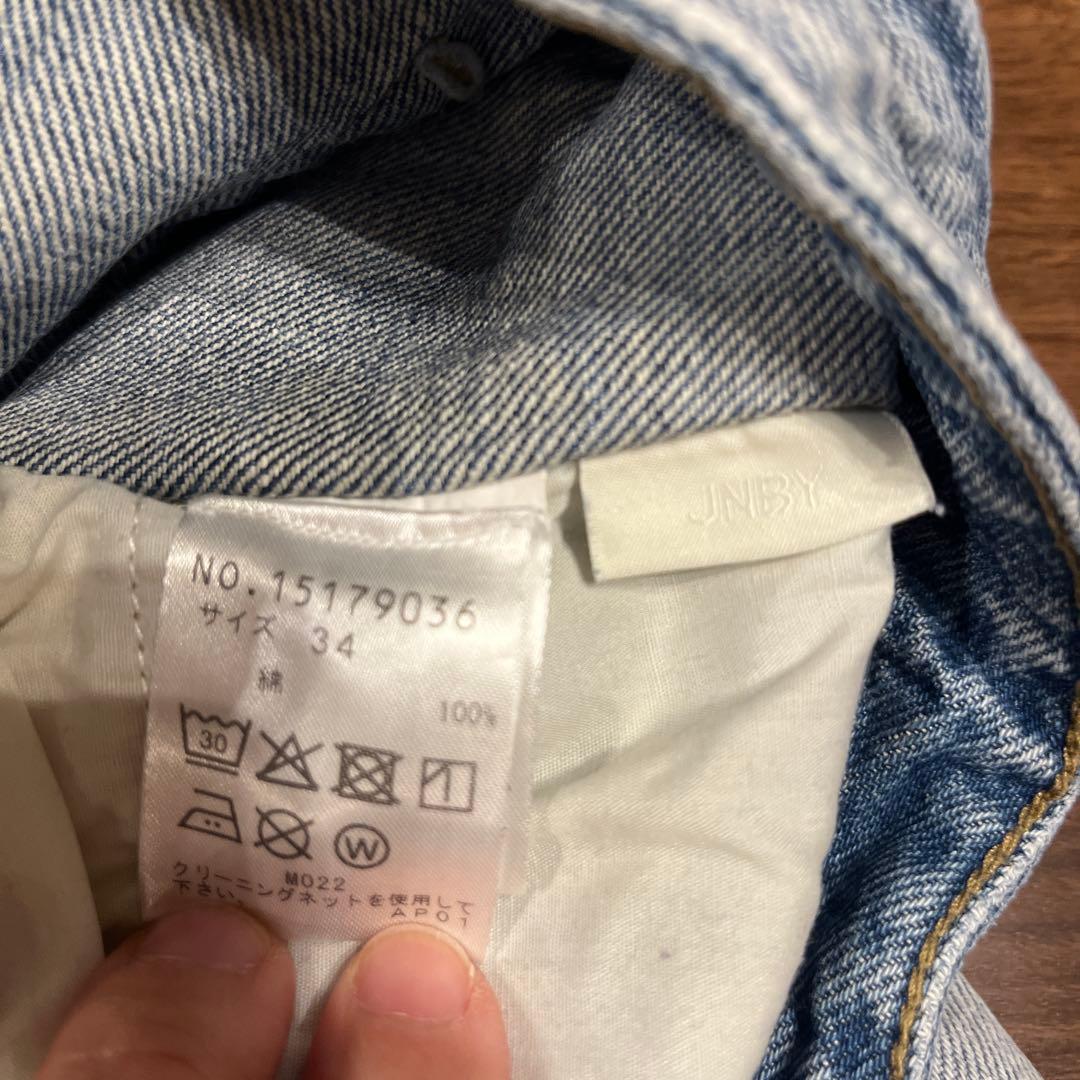 JNBY
NO.15179036
サイズ 34
綿
100%
30
W
M022
クリーニングネットを使用して
下さい。
AP01